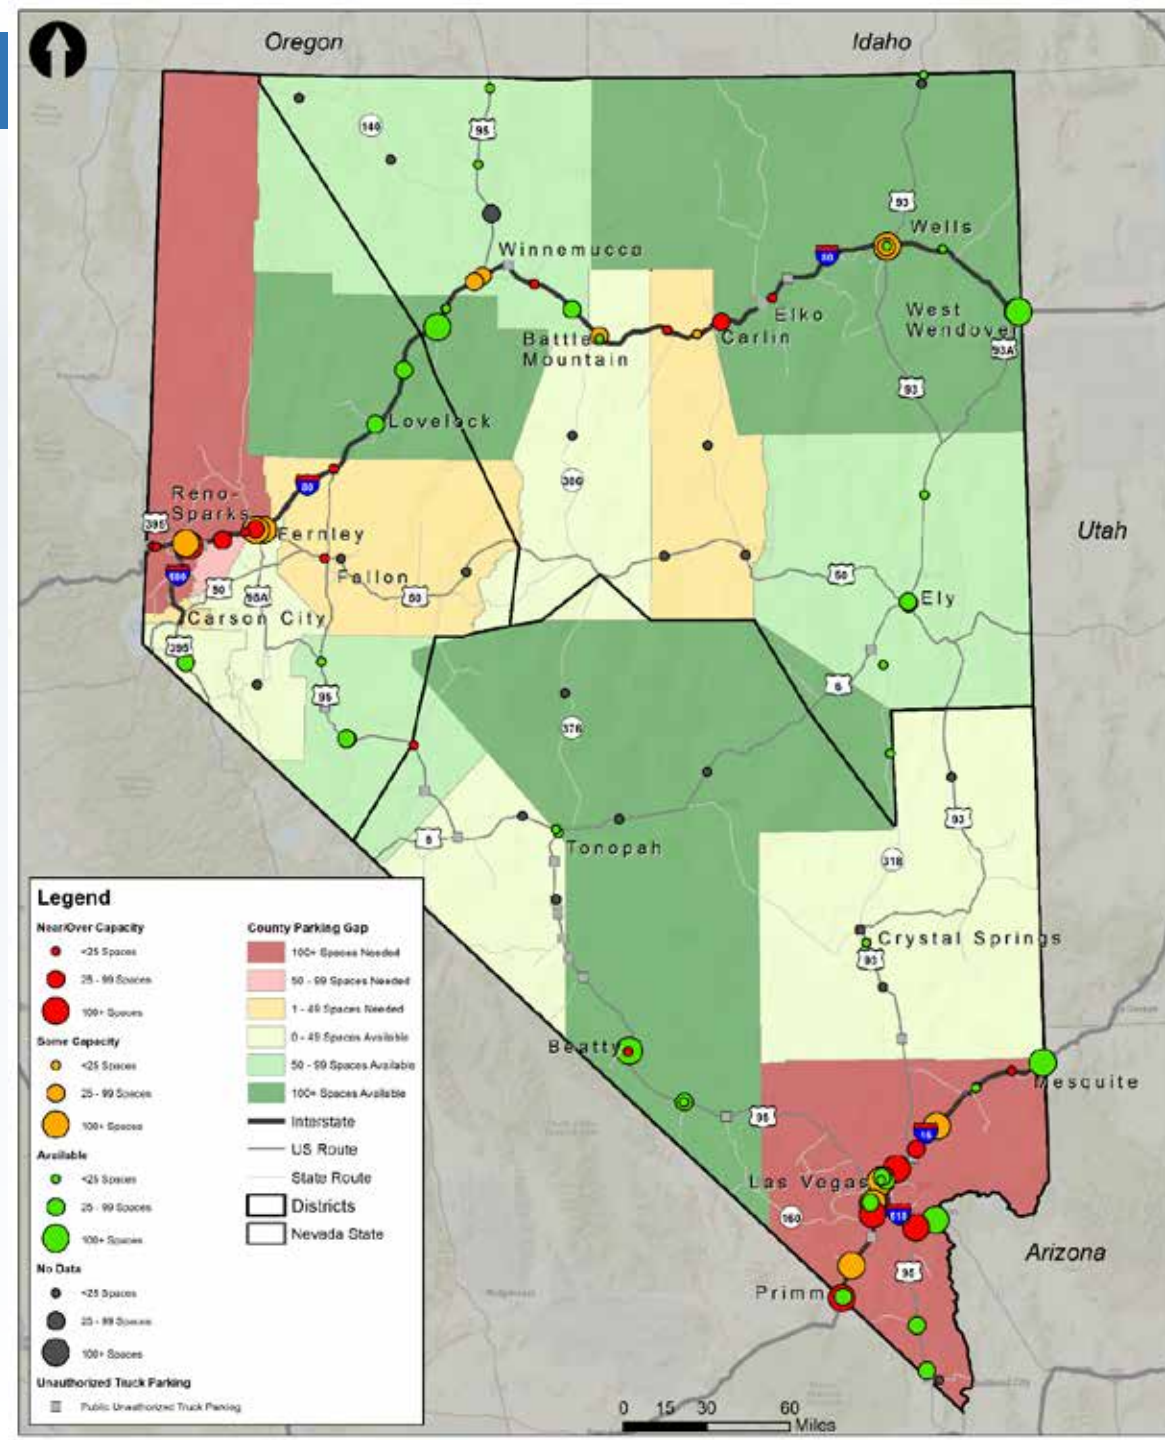 Oregon
Idaho
140
95
93
Winnemucca
Wells
80
Elko
West
Wendover
Battle
Mountain
Carlin
93A
93
Lovelock
306
80
Reno-
Sparks
395
Fernley
Utah
Fallon
50
50
50
95A
Carson City
Ely
395
95
6
376
93
6
Tonopah
318
Crystal Springs
93
Beatty
Mesquite
95
15
Las Vegas
160
Arizona
95
Primm
Legend
Near/Over Capacity
<25 Spaces
25 - 99 Spaces
100+ Spaces
Some Capacity
<25 Spaces
25 - 99 Spaces
100+ Spaces
Available
<25 Spaces
25 - 99 Spaces
100+ Spaces
No Data
<25 Spaces
25 - 99 Spaces
100+ Spaces
Unauthorized Truck Parking
Public Unauthorized Truck Parking
County Parking Gap
100+ Spaces Needed
50 - 99 Spaces Needed
1 - 49 Spaces Needed
0 - 49 Spaces Available
50 - 99 Spaces Available
100+ Spaces Available
Interstate
US Route
State Route
Districts
Nevada State
0 15 30 60
Miles